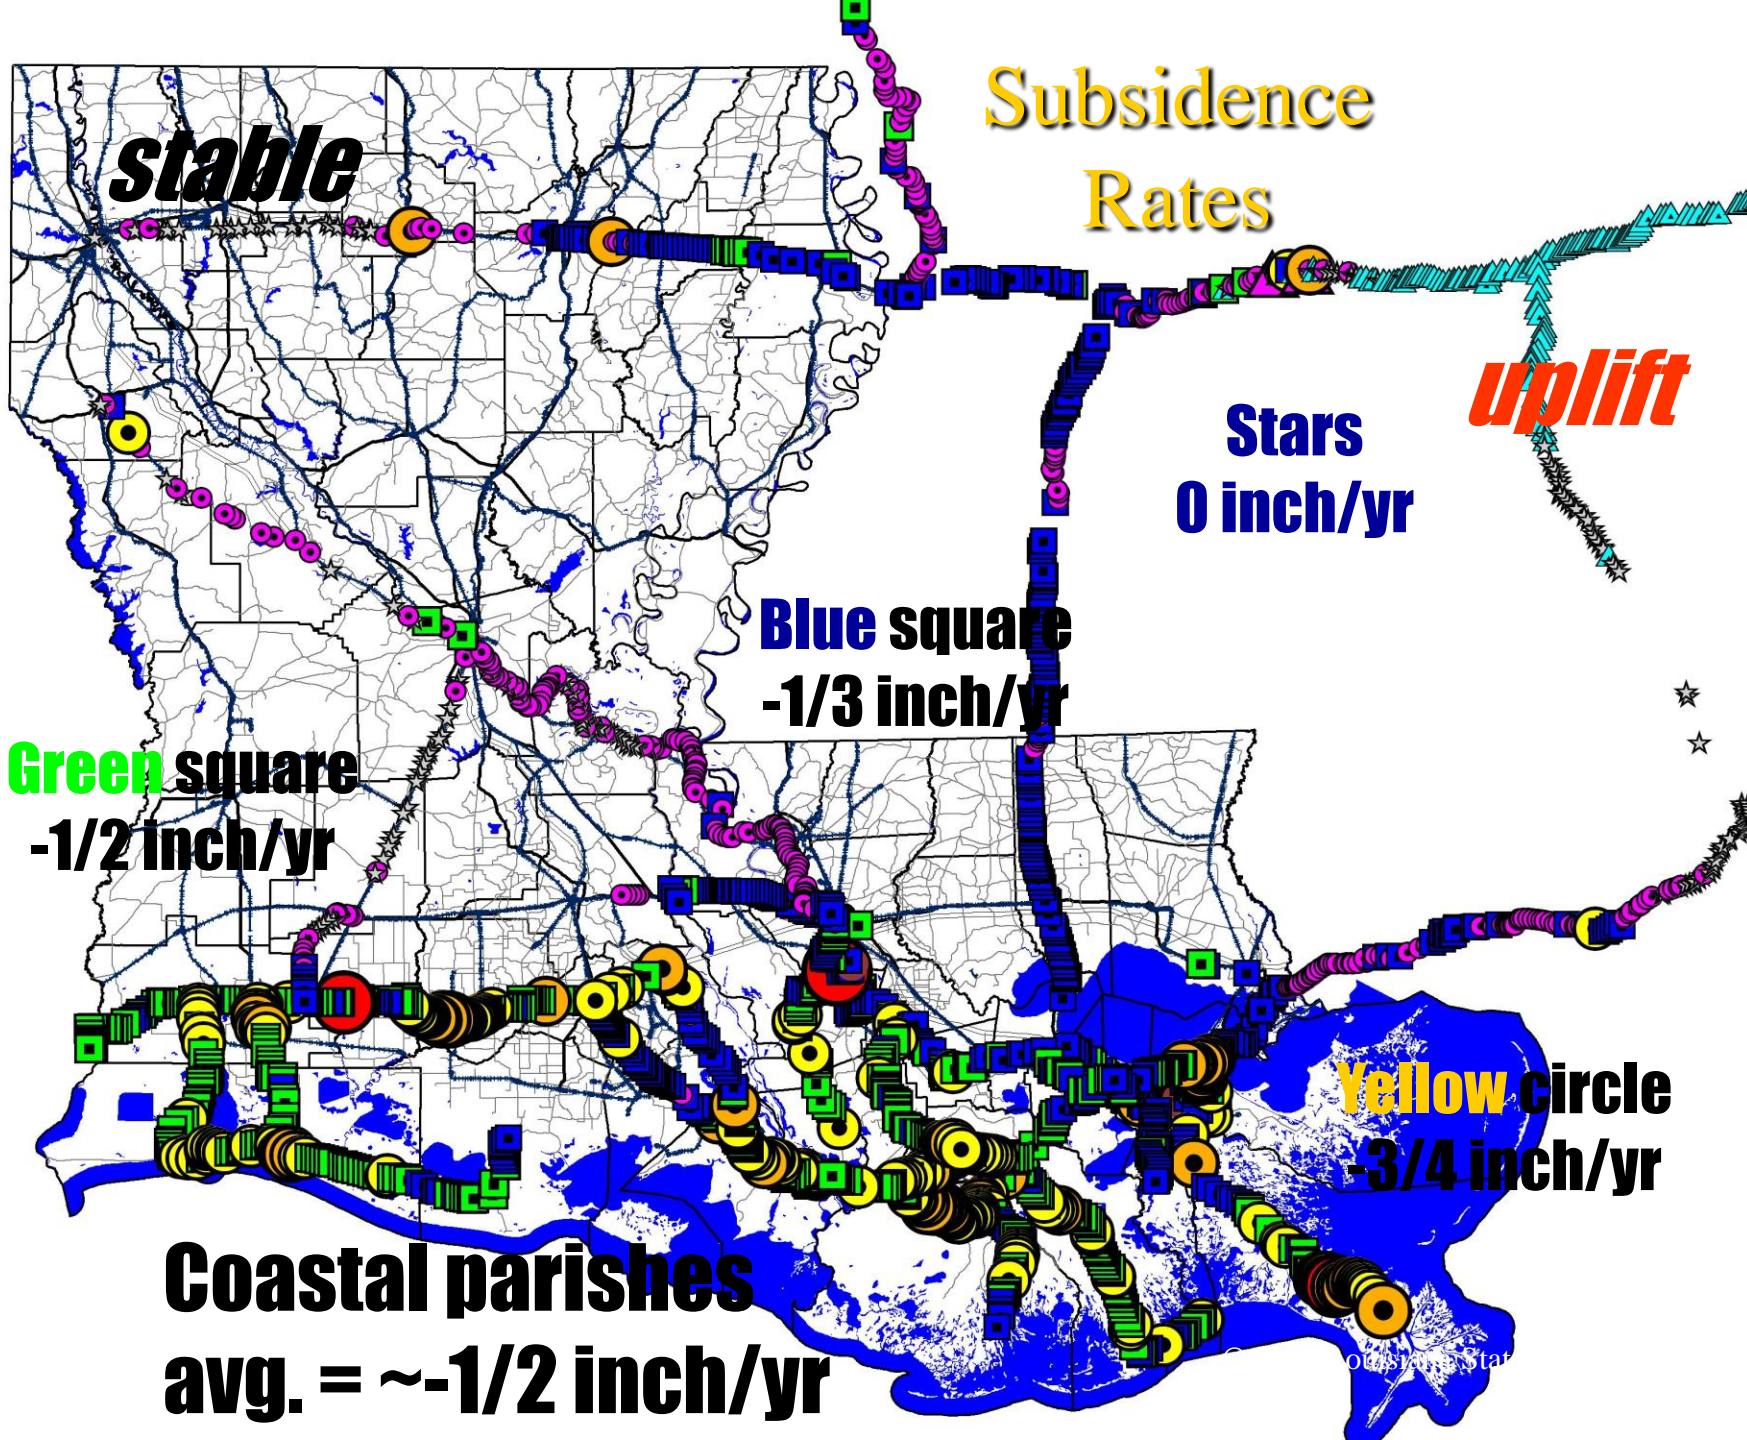 Subsidence
Rates
stable
uplift
Stars
0 inch/yr
Blue square
-1/3 inch/yr
Green square
-1/2 inch/yr
Yellow circle
-3/4 inch/yr
Coastal parishes
avg. = ~-1/2 inch/yr